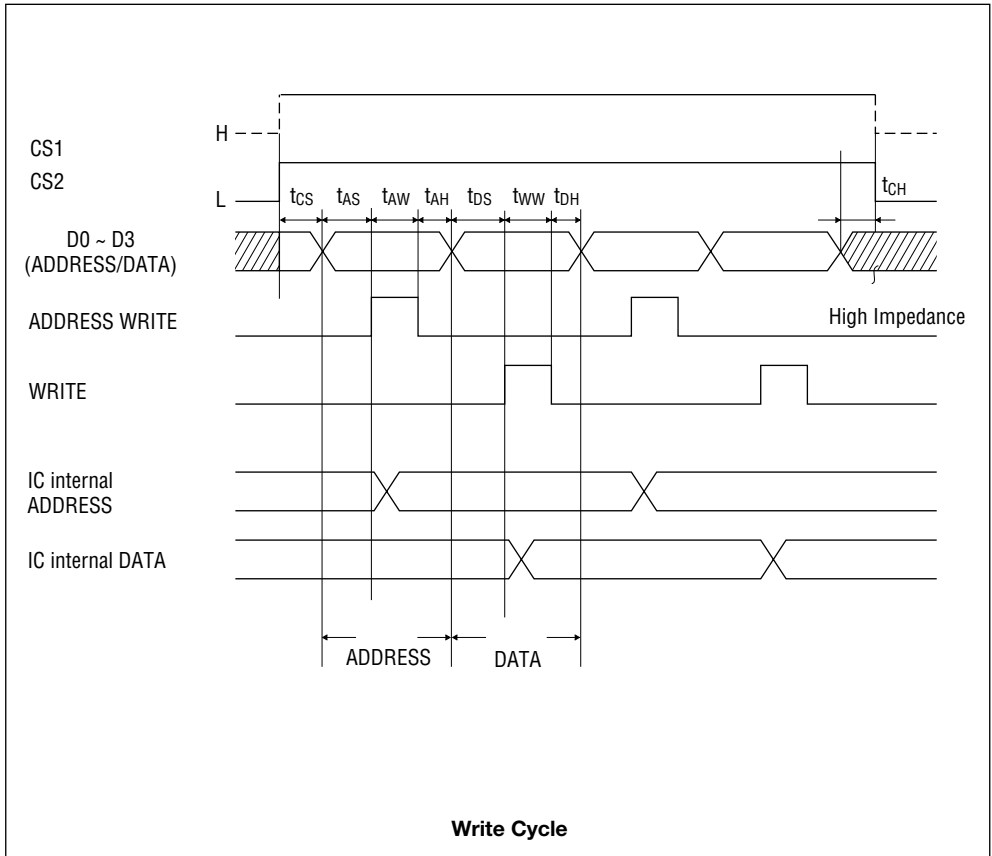 H
CS1
CS2
L
tCS tAS tAW tAH tDS tWW tDH
tCH
D0 ~ D3
(ADDRESS/DATA)
ADDRESS WRITE
High Impedance
WRITE
IC internal
ADDRESS
IC internal DATA
ADDRESS DATA
Write Cycle